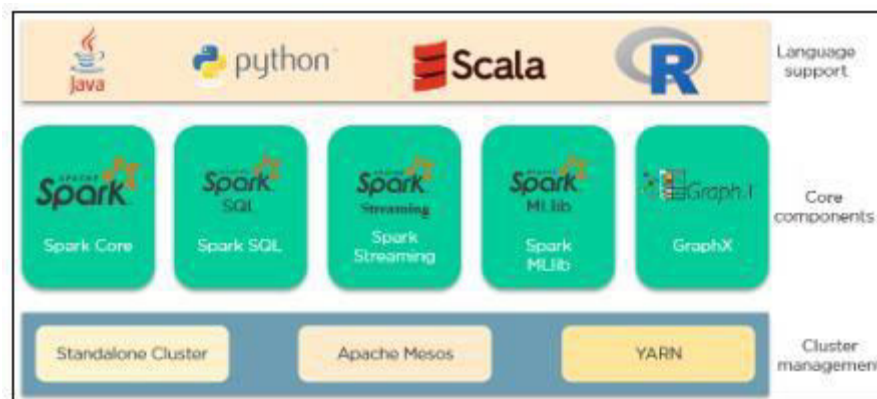 Java
python
Scala
R
Language
support
APACHE
Spark
Spark Core
Spark
SQL
Spark SQL
Spark
Streaming
Spark
Streaming
Spark
MLlib
Spark
MLlib
GraphX
Core
components
Standalone Cluster
Apache Mesos
YARN
Cluster
management